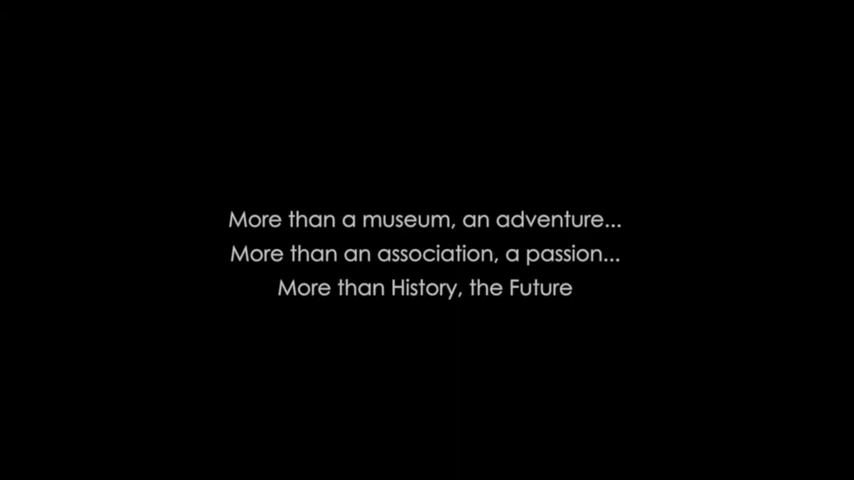 More than a museum, an adventure...
More than an association, a passion...
More than History, the Future